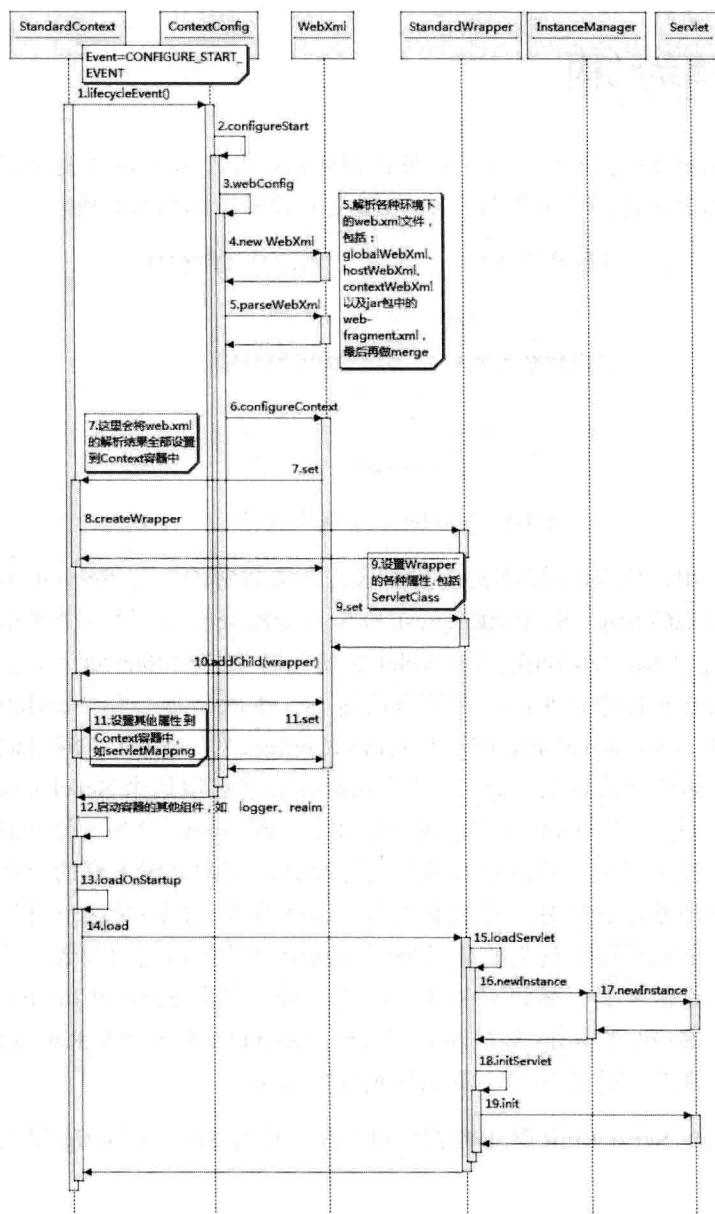 StandardContext
ContextConfig
WebXml
StandardWrapper
InstanceManager
Servlet
Event=CONFIGURE_START_
EVENT
1.lifecycleEvent()
2.configureStart
3.webConfig
4.new WebXml
5.parseWebXml
5.解析各种环境下
的web.xml文件，
包括：
globalWebXml、
hostWebXml、
contextWebXml
以及jar包中的
web-
fragment.xml，
最后再做merge
6.configureContext
7.这里会将web.xml
的解析结果全部设置
到Context容器中
7.set
8.createWrapper
9.设置Wrapper
的各种属性,包括
ServletClass
9.set
10.addChild(wrapper)
11.设置其他属性到
Context容器中，
如servletMapping
11.set
12.启动容器的其他组件，如 logger、realm
13.loadOnStartup
14.load
15.loadServlet
16.newInstance
17.newInstance
18.initServlet
19.init